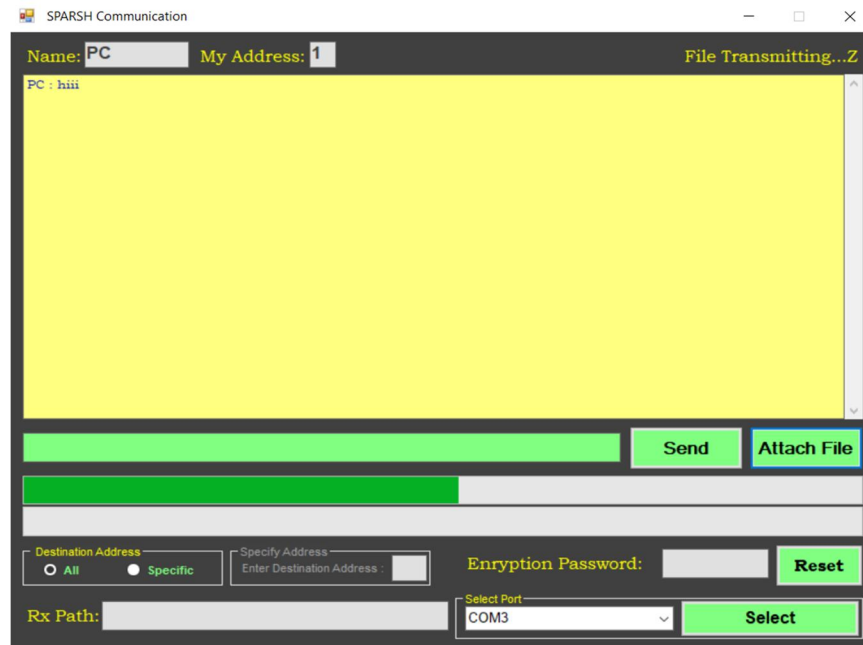 SPARSH Communication
Name: PC My Address: 1 File Transmitting...Z
PC : hiii
Send Attach File
Destination Address
All Specific
Specify Address
Enter Destination Address :
Enryption Password: Reset
Rx Path:
Select Port
COM3 Select